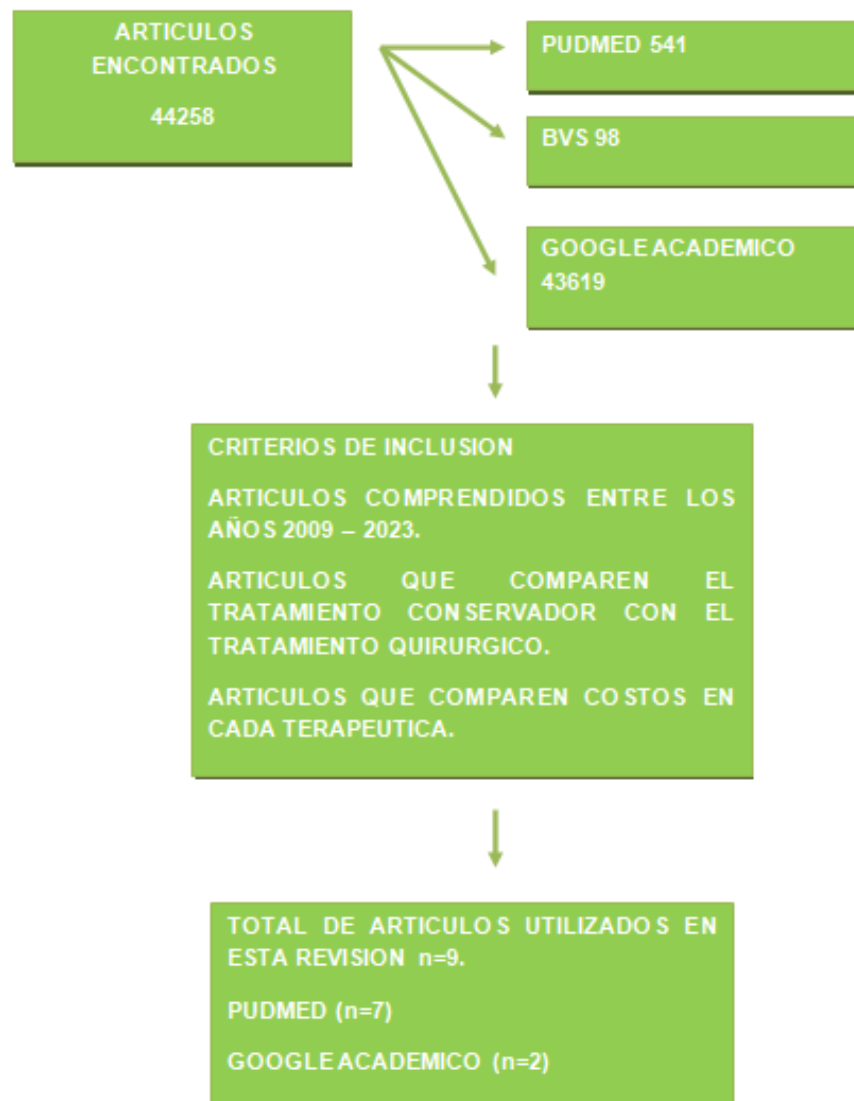 ARTICULOS
ENCONTRADOS
44258
PUDMED 541
BVS 98
GOOGLE ACADEMICO
43619
CRITERIOS DE INCLUSION
ARTICULOS COMPRENDIDOS ENTRE LOS
AÑOS 2009 – 2023.
ARTICULOS QUE COMPAREN EL
TRATAMIENTO CONSERVADOR CON EL
TRATAMIENTO QUIRURGICO.
ARTICULOS QUE COMPAREN COSTOS EN
CADA TERAPEUTICA.
TOTAL DE ARTICULOS UTILIZADOS EN
ESTA REVISION n=9.
PUDMED (n=7)
GOOGLE ACADEMICO (n=2)